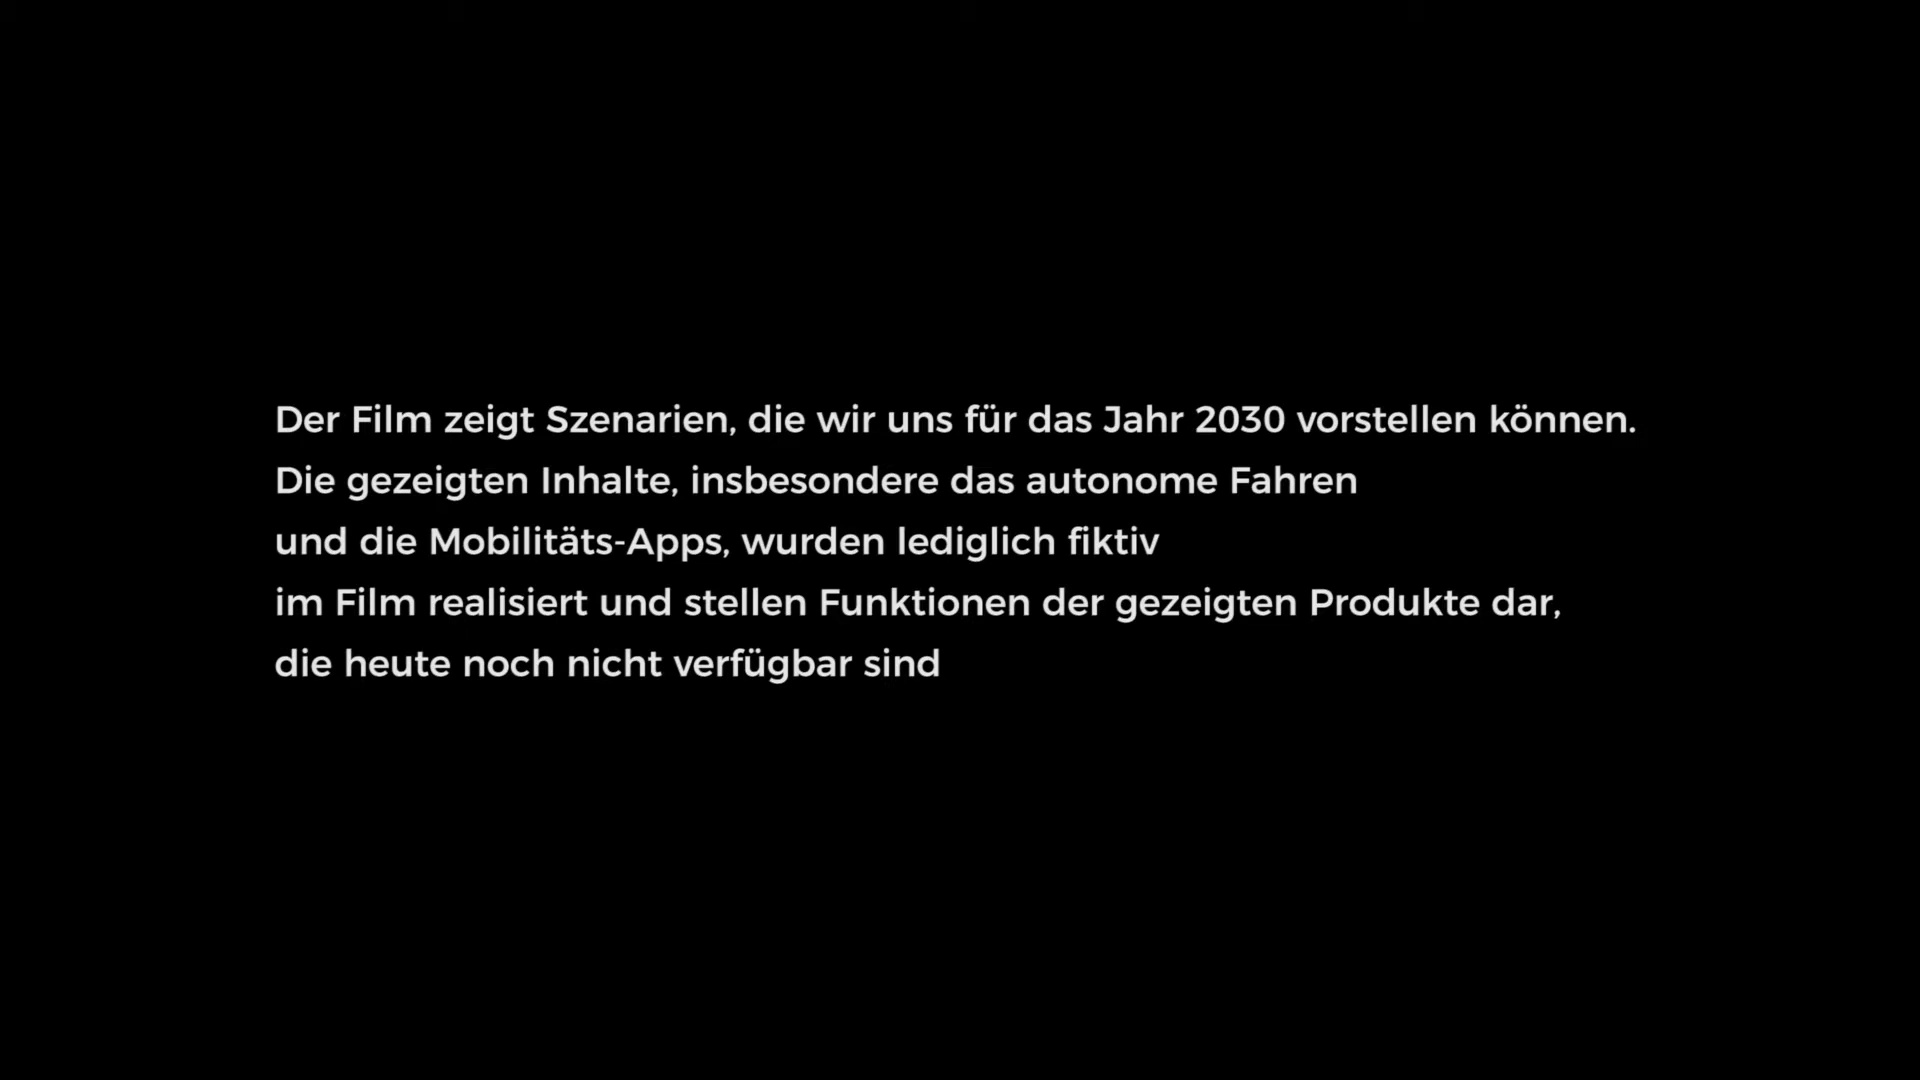 Der Film zeigt Szenarien, die wir uns für das Jahr 2030 vorstellen können.
Die gezeigten Inhalte, insbesondere das autonome Fahren
und die Mobilitäts-Apps, wurden lediglich fiktiv
im Film realisiert und stellen Funktionen der gezeigten Produkte dar,
die heute noch nicht verfügbar sind